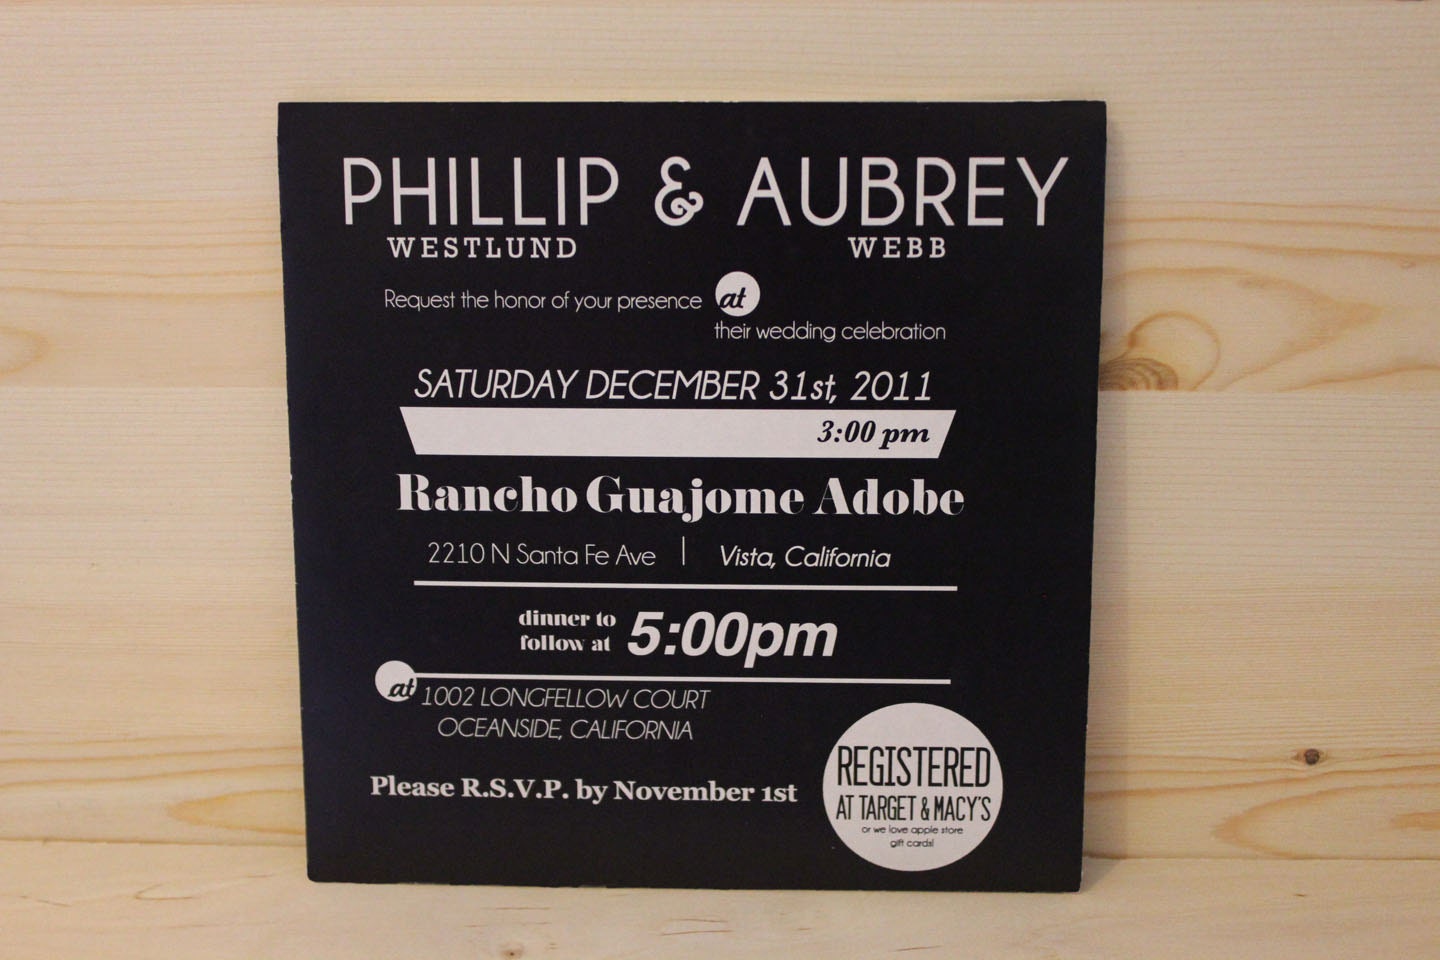 PHILLIP & AUBREY
WESTLUND WEBB
Request the honor of your presence at
their wedding celebration
SATURDAY DECEMBER 31st, 2011
3:00 pm
Rancho Guajome Adobe
2210 N Santa Fe Ave | Vista, California
dinner to
follow at 5:00pm
at 1002 LONGFELLOW COURT
OCEANSIDE, CALIFORNIA
Please R.S.V.P. by November 1st
REGISTERED
AT TARGET & MACY'S
or we love apple store
gift cards!